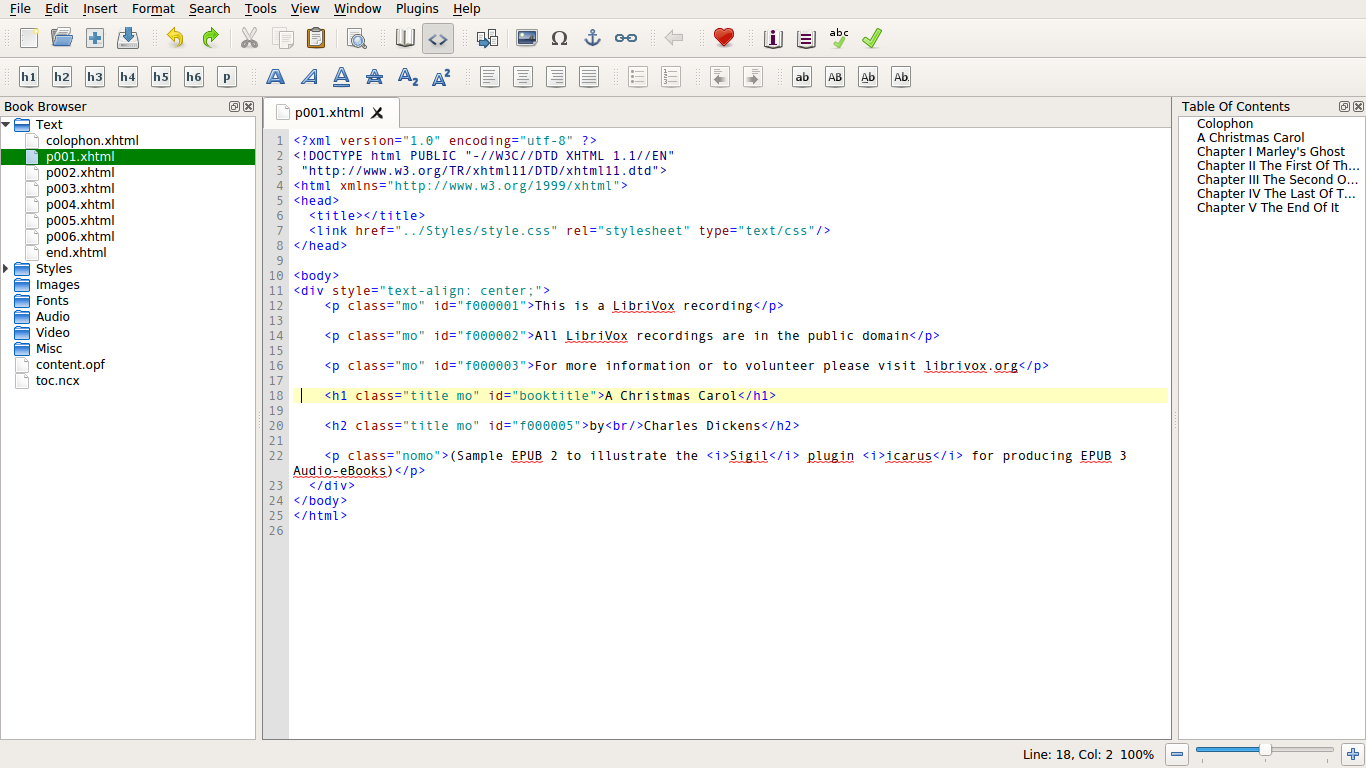 File Edit Insert Format Search Tools View Window Plugins Help
abc
h1 h2 h3 h4 h5 h6 p A A A A A2 A2 ab AB Ab Ab
Book Browser
Text
colophon.xhtml
p001.xhtml
p002.xhtml
p003.xhtml
p004.xhtml
p005.xhtml
p006.xhtml
end.xhtml
Styles
Images
Fonts
Audio
Video
Misc
content.opf
toc.ncx
p001.xhtml
1 <?xml version="1.0" encoding="utf-8" ?>
2 <!DOCTYPE html PUBLIC "-//W3C//DTD XHTML 1.1//EN"
3 "http://www.w3.org/TR/xhtml11/DTD/xhtml11.dtd">
4 <html xmlns="http://www.w3.org/1999/xhtml">
5 <head>
6 <title></title>
7 <link href="../Styles/style.css" rel="stylesheet" type="text/css"/>
8 </head>
9
10 <body>
11 <div style="text-align: center;">
12 <p class="mo" id="f000001">This is a LibriVox recording</p>
13
14 <p class="mo" id="f000002">All LibriVox recordings are in the public domain</p>
15
16 <p class="mo" id="f000003">For more information or to volunteer please visit librivox.org</p>
17
18 <h1 class="title mo" id="booktitle">A Christmas Carol</h1>
19
20 <h2 class="title mo" id="f000005">by<br/>Charles Dickens</h2>
21
22 <p class="nomo">(Sample EPUB 2 to illustrate the <i>Sigil</i> plugin <i>icarus</i> for producing EPUB 3
Audio-eBooks)</p>
23 </div>
24 </body>
25 </html>
26
Table Of Contents
Colophon
A Christmas Carol
Chapter I Marley's Ghost
Chapter II The First Of Th...
Chapter III The Second O...
Chapter IV The Last Of T...
Chapter V The End Of It
Line: 18, Col: 2 100%